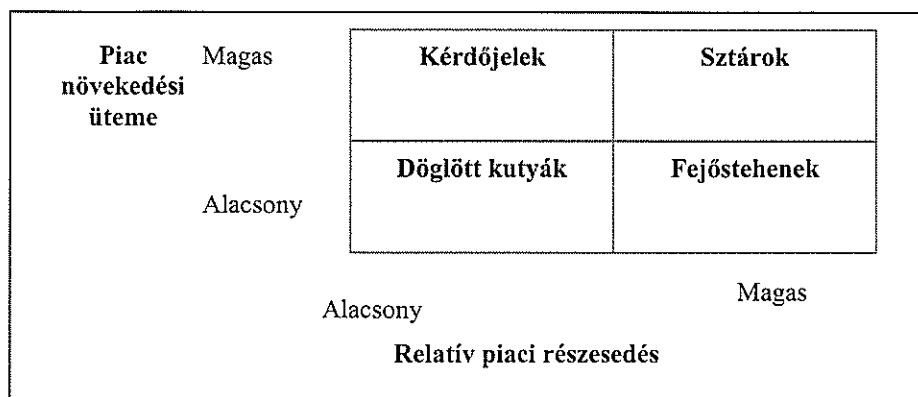 Piac
növekedési
üteme
Magas
Kérdőjelek
Sztárok
Alacsony
Döglött kutyák
Fejőstehenek
Alacsony
Magas
Relatív piaci részesedés